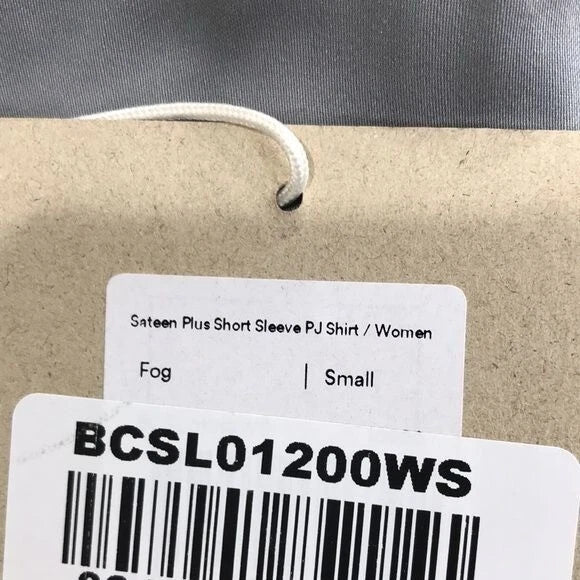 Sateen Plus Short Sleeve PJ Shirt / Women
Fog | Small
BCSL01200WS